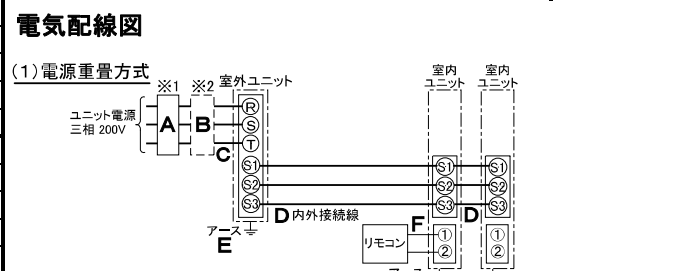 電気配線図
(1)電源重畳方式
※1 ※2 室外ユニット
室内ユニット
室内ユニット
ユニット電源
三相 200V
A
B
C
R
S
T
S1
S2
S3
S1
S2
S3
S1
S2
S3
D 内外接続線
D
アース
E
F
リモコン
①
②
①
②